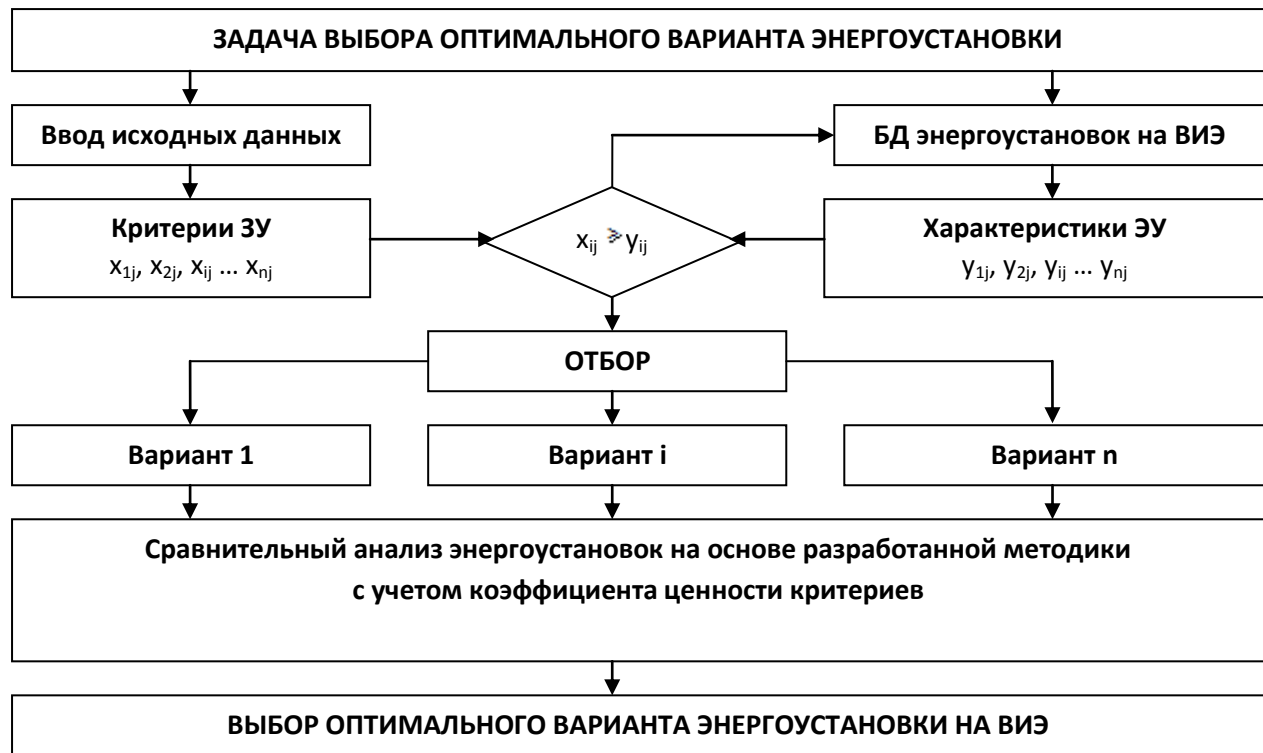 ЗАДАЧА ВЫБОРА ОПТИМАЛЬНОГО ВАРИАНТА ЭНЕРГОУСТАНОВКИ
Ввод исходных данных
БД энергоустановок на ВИЭ
Критерии ЗУ
x₁ⱼ, x₂ⱼ, xᵢⱼ ... xₙⱼ
xᵢⱼ ⋟ yᵢⱼ
Характеристики ЭУ
y₁ⱼ, y₂ⱼ, yᵢⱼ ... yₙⱼ
ОТБОР
Вариант 1
Вариант i
Вариант n
Сравнительный анализ энергоустановок на основе разработанной методики
с учетом коэффициента ценности критериев
ВЫБОР ОПТИМАЛЬНОГО ВАРИАНТА ЭНЕРГОУСТАНОВКИ НА ВИЭ